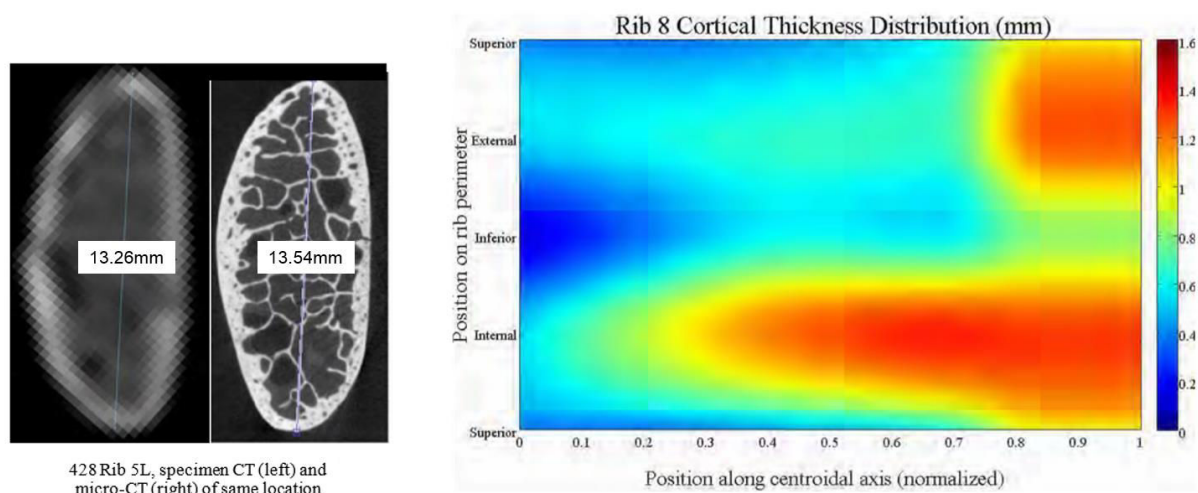 13.26mm
13.54mm
428 Rib 5L, specimen CT (left) and
micro-CT (right) of same location
Rib 8 Cortical Thickness Distribution (mm)
Position on rib perimeter
Superior
External
Inferior
Internal
Superior
0 0.1 0.2 0.3 0.4 0.5 0.6 0.7 0.8 0.9 1
Position along centroidal axis (normalized)
1.6
1.4
1.2
1
0.8
0.6
0.4
0.2
0